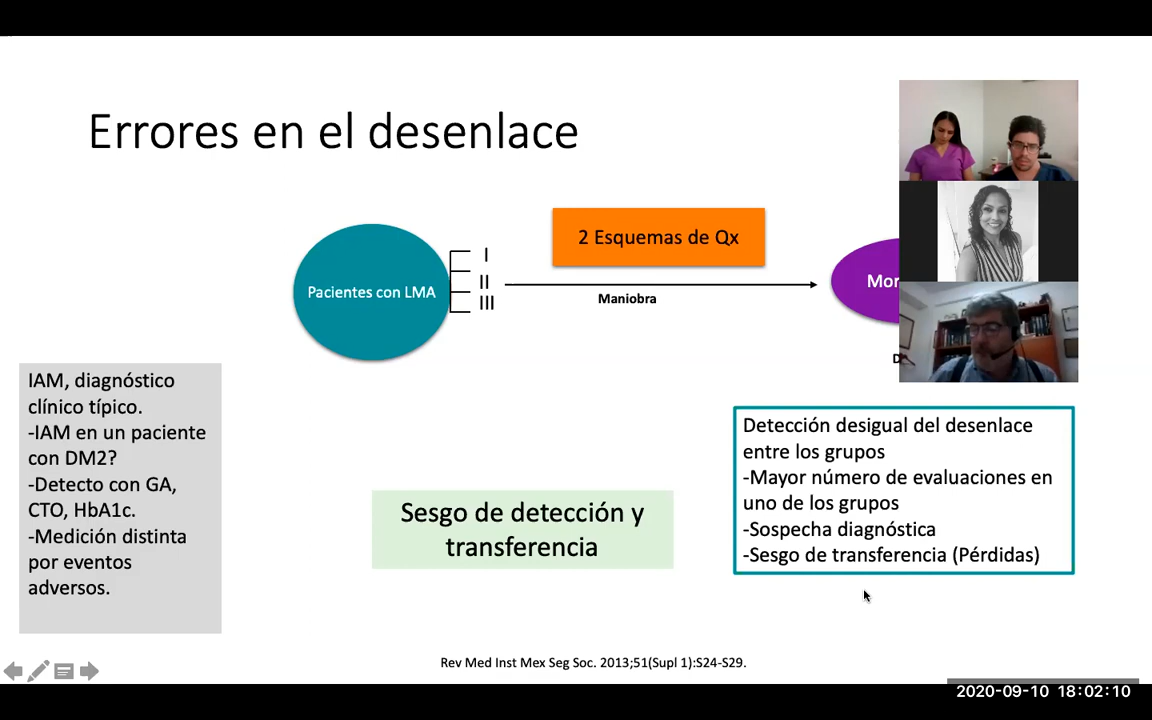 Errores en el desenlace
2 Esquemas de Qx
I
II
III
Pacientes con LMA
Maniobra
IAM, diagnóstico
clínico típico.
-IAM en un paciente
con DM2?
-Detecto con GA,
CTO, HbA1c.
-Medición distinta
por eventos
adversos.
Sesgo de detección y
transferencia
Detección desigual del desenlace
entre los grupos
-Mayor número de evaluaciones en
uno de los grupos
-Sospecha diagnóstica
-Sesgo de transferencia (Pérdidas)
Rev Med Inst Mex Seg Soc. 2013;51(Supl 1):S24-S29.
2020-09-10 18:02:10